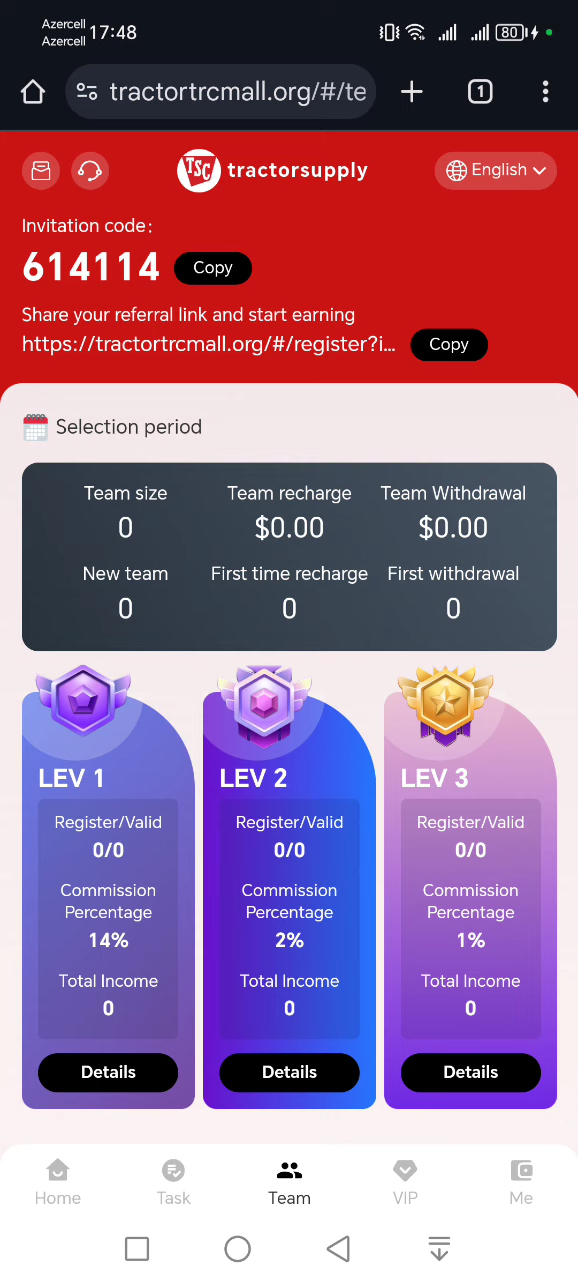 Azercell
Azercell
17:48
80
tractortrcmall.org/#/te
1
TSC
tractorsupply
English
Invitation code:
614114
Copy
Share your referral link and start earning
https://tractortrcmall.org/#/register?i...
Copy
Selection period
Team size
Team recharge
Team Withdrawal
0
$0.00
$0.00
New team
First time recharge
First withdrawal
0
0
0
LEV 1
LEV 2
LEV 3
Register/Valid
Register/Valid
Register/Valid
0/0
0/0
0/0
Commission
Percentage
Commission
Percentage
Commission
Percentage
14%
2%
1%
Total Income
Total Income
Total Income
0
0
0
Details
Details
Details
Home
Task
Team
VIP
Me